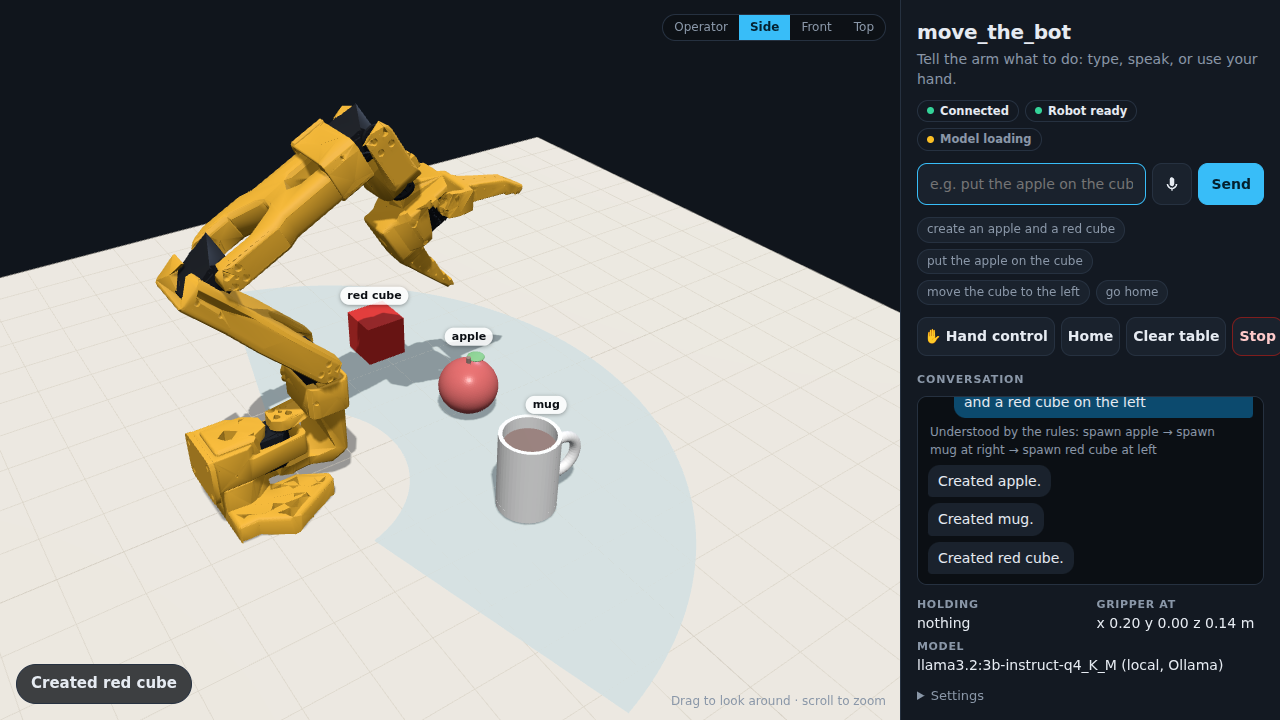 Operator Side Front Top
red cube
apple
mug
Created red cube
Drag to look around · scroll to zoom
move_the_bot
Tell the arm what to do: type, speak, or use your
hand.
Connected Robot ready
Model loading
e.g. put the apple on the cub
Send
create an apple and a red cube
put the apple on the cube
move the cube to the left go home
Hand control Home Clear table Stop
CONVERSATION
and a red cube on the left
Understood by the rules: spawn apple → spawn
mug at right → spawn red cube at left
Created apple.
Created mug.
Created red cube.
HOLDING GRIPPER AT
nothing x 0.20 y 0.00 z 0.14 m
MODEL
llama3.2:3b-instruct-q4_K_M (local, Ollama)
Settings